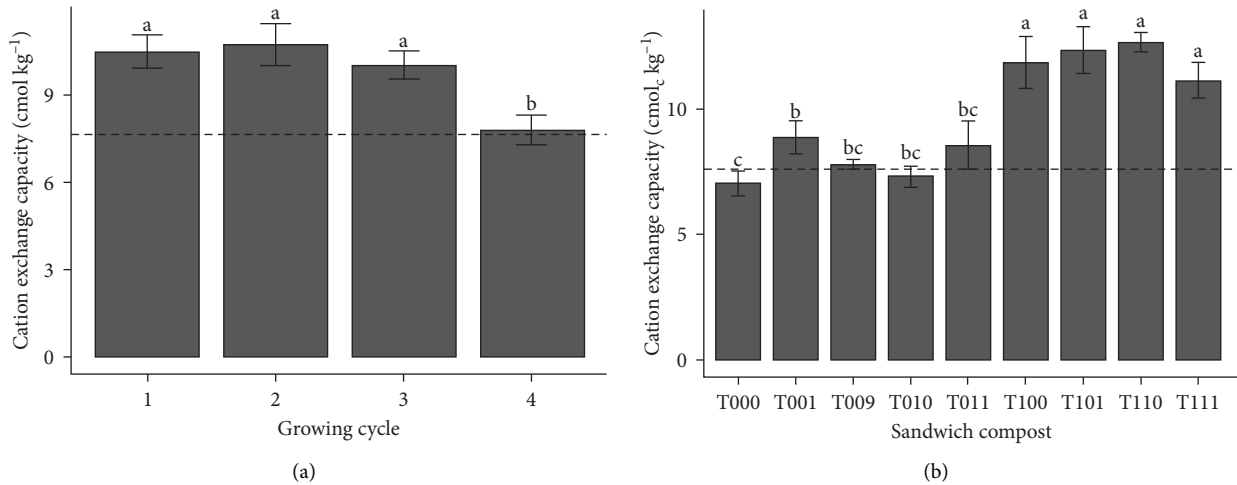 Cation exchange capacity (cmol kg⁻¹)
9
6
3
0
a
a
a
b
1 2 3 4
Growing cycle
(a)
Cation exchange capacity (cmol_c kg⁻¹)
10
5
0
c
b
bc
bc
bc
a
a
a
a
T000 T001 T009 T010 T011 T100 T101 T110 T111
Sandwich compost
(b)